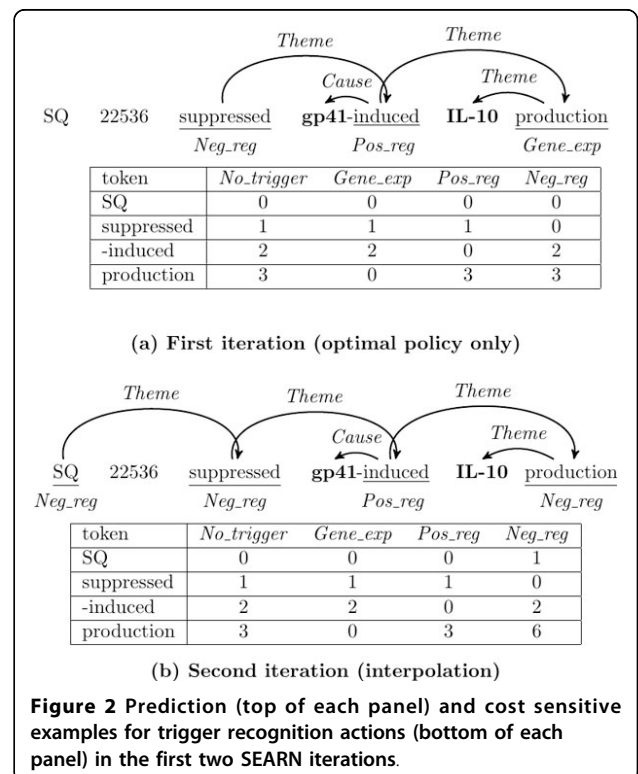 Theme Theme
Cause Theme
SQ 22536 suppressed gp41-induced IL-10 production
Neg_reg Pos_reg Gene_exp
token No_trigger Gene_exp Pos_reg Neg_reg
SQ 0 0 0 0
suppressed 1 1 1 0
-induced 2 2 0 2
production 3 0 3 3
(a) First iteration (optimal policy only)
Theme Theme Theme
Cause Theme
SQ 22536 suppressed gp41-induced IL-10 production
Neg_reg Neg_reg Pos_reg Neg_reg
token No_trigger Gene_exp Pos_reg Neg_reg
SQ 0 0 0 1
suppressed 1 1 1 0
-induced 2 2 0 2
production 3 0 3 6
(b) Second iteration (interpolation)
Figure 2 Prediction (top of each panel) and cost sensitive
examples for trigger recognition actions (bottom of each
panel) in the first two SEARN iterations.